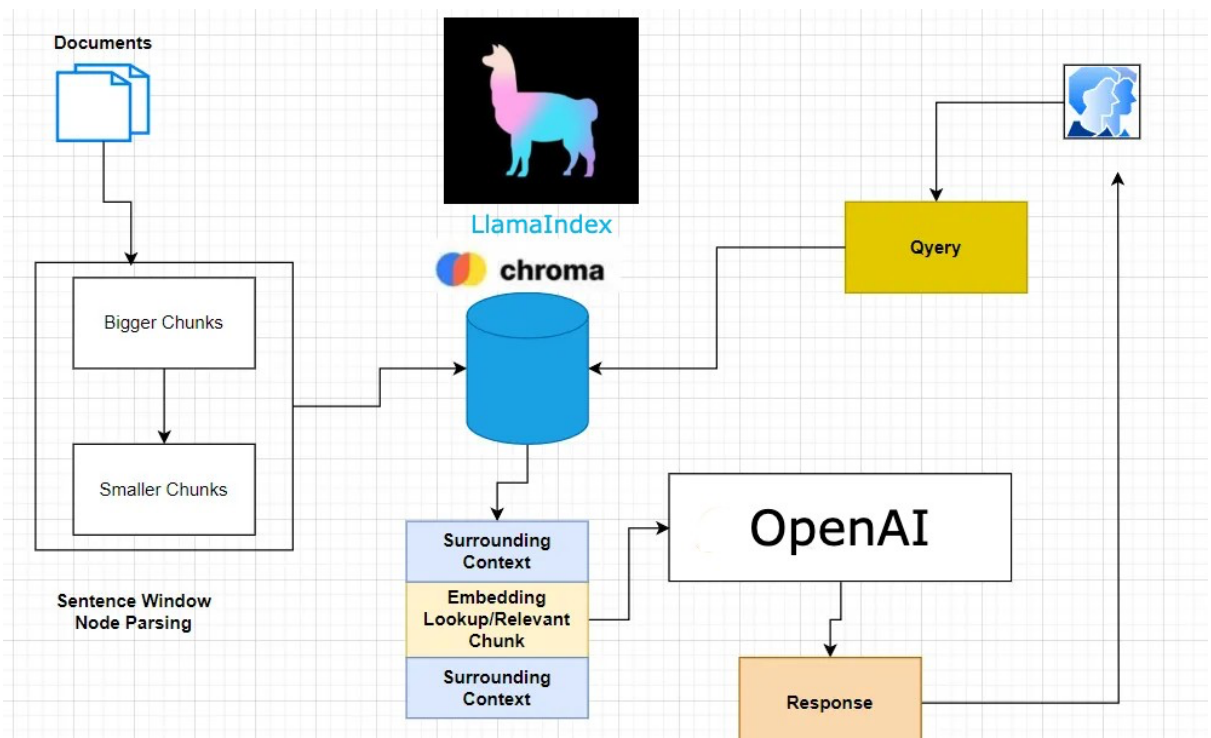 Documents
LlamaIndex
chroma
Qyery
Bigger Chunks
Smaller Chunks
Sentence Window
Node Parsing
Surrounding
Context
Embedding
Lookup/Relevant
Chunk
Surrounding
Context
OpenAI
Response